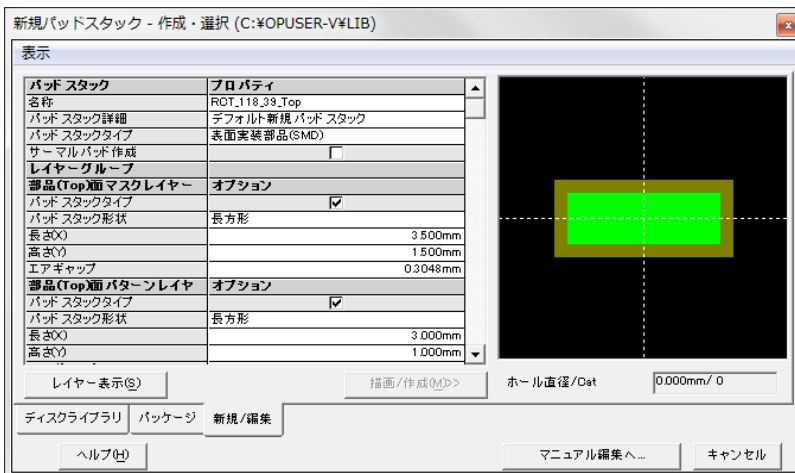 新規パッドスタック - 作成・選択 (C:¥OPUSER-V¥LIB)
表示
パッド スタック プロパティ
名称 RCT_118_39_Top
パッド スタック詳細 デフォルト新規 パッド スタック
パッド スタックタイプ 表面実装部品(SMD)
サーマルパッド作成
レイヤーグループ
部品(Top)面 マスクレイヤー オプション
パッド スタックタイプ
パッド スタック形状 長方形
長さ(X) 3.500mm
高さ(Y) 1.500mm
エアギャップ 0.3048mm
部品(Top)面 パターンレイヤ オプション
パッド スタックタイプ
パッド スタック形状 長方形
長さ(X) 3.000mm
高さ(Y) 1.000mm
レイヤー表示(S) 描画/作成(M)>> ホール直径/Cat 0.000mm/ 0
ディスクライブラリ パッケージ 新規/編集
ヘルプ(H) マニュアル編集へ... キャンセル